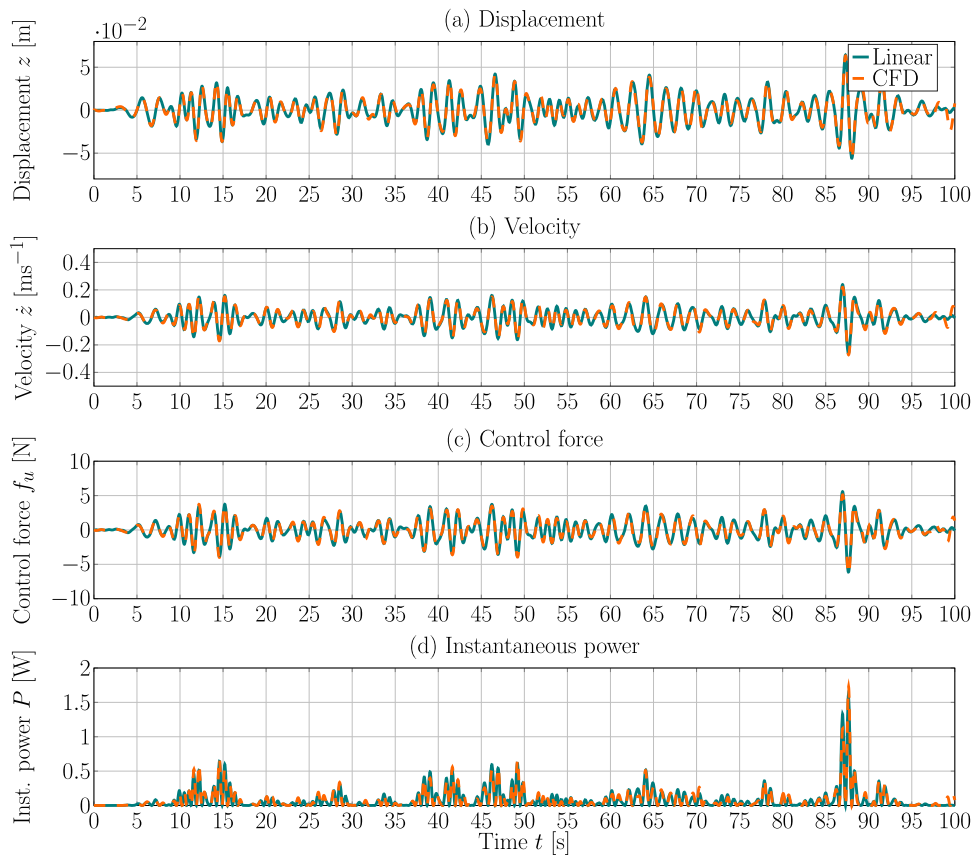 (a) Displacement
·10⁻²
Displacement z [m]
5
0
−5
Linear
CFD
0 5 10 15 20 25 30 35 40 45 50 55 60 65 70 75 80 85 90 95 100
(b) Velocity
Velocity ż [ms⁻¹]
0.4
0.2
0
−0.2
−0.4
0 5 10 15 20 25 30 35 40 45 50 55 60 65 70 75 80 85 90 95 100
(c) Control force
Control force fᵤ [N]
10
5
0
−5
−10
0 5 10 15 20 25 30 35 40 45 50 55 60 65 70 75 80 85 90 95 100
(d) Instantaneous power
Inst. power P [W]
2
1.5
1
0.5
0
0 5 10 15 20 25 30 35 40 45 50 55 60 65 70 75 80 85 90 95 100
Time t [s]